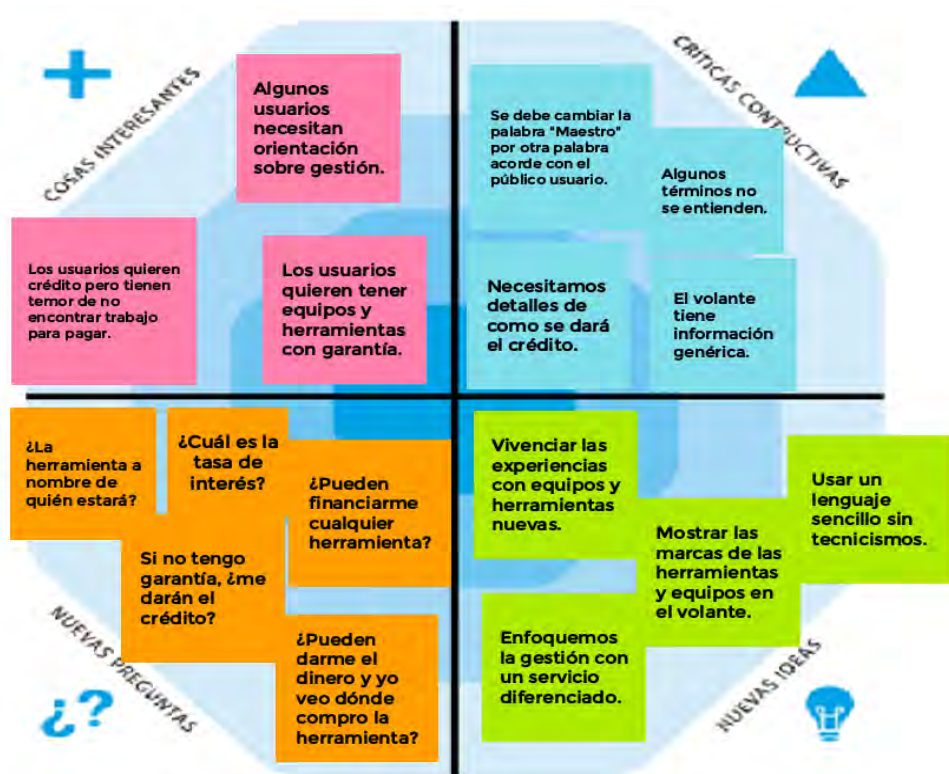 COSAS INTERESANTES
Algunos
usuarios
necesitan
orientación
sobre gestión.
Los usuarios quieren
crédito pero tienen
temor de no
encontrar trabajo
para pagar.
Los usuarios
quieren tener
equipos y
herramientas
con garantía.
CRÍTICAS CONTRUCTIVAS
Se debe cambiar la
palabra "Maestro"
por otra palabra
acorde con el
público usuario.
Algunos
términos no
se entienden.
Necesitamos
detalles de
como se dará
el crédito.
El volante
tiene
información
genérica.
¿La
herramienta a
nombre de
quién estará?
¿Cuál es la
tasa de
interés?
¿Pueden
financiarme
cualquier
herramienta?
Si no tengo
garantía, ¿me
darán el
crédito?
¿Pueden
darme el
dinero y yo
veo dónde
compro la
herramienta?
NUEVAS PREGUNTAS
¿?
Vivenciar las
experiencias
con equipos y
herramientas
nuevas.
Usar un
lenguaje
sencillo sin
tecnicismos.
Mostrar las
marcas de las
herramientas
y equipos en
el volante.
Enfoquemos
la gestión con
un servicio
diferenciado.
NUEVAS IDEAS